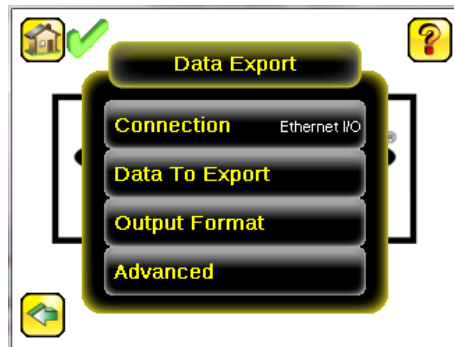 Data Export
Connection Ethernet I/O
Data To Export
Output Format
Advanced
?
®